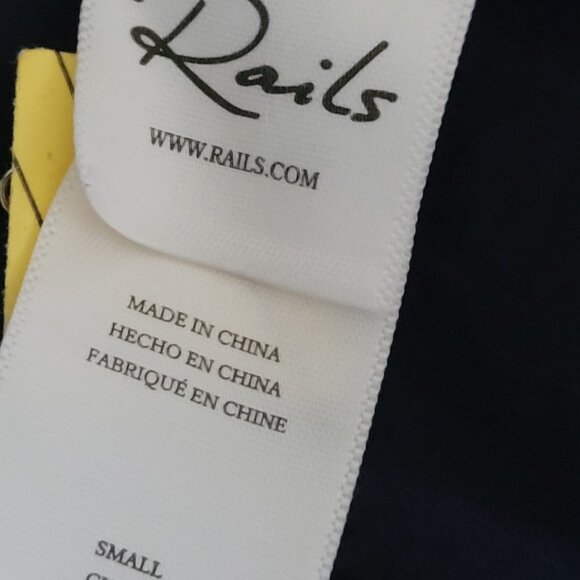 Rails
WWW.RAILS.COM
MADE IN CHINA
HECHO EN CHINA
FABRIQUÉ EN CHINE
SMALL